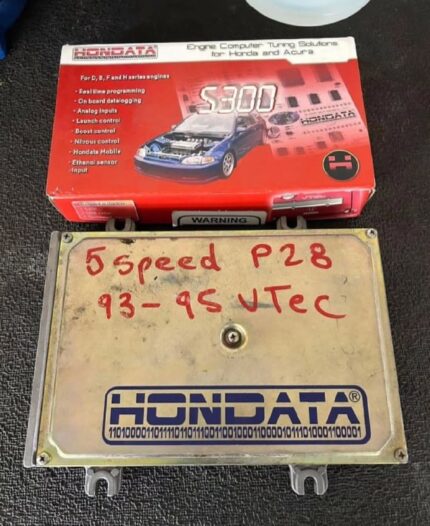 HONDATA
Engine Computer Tuning Solutions
for Honda and Acura
For D, B, F and H series engines
• Real time programming
• On board datalogging
• Analog inputs
• Launch control
• Boost control
• Nitrous control
• Hondata Mobile
Ethanol sensor
input
S300
HONDATA
WARNING
5 speed P28
93-95 VTec
HONDATA®